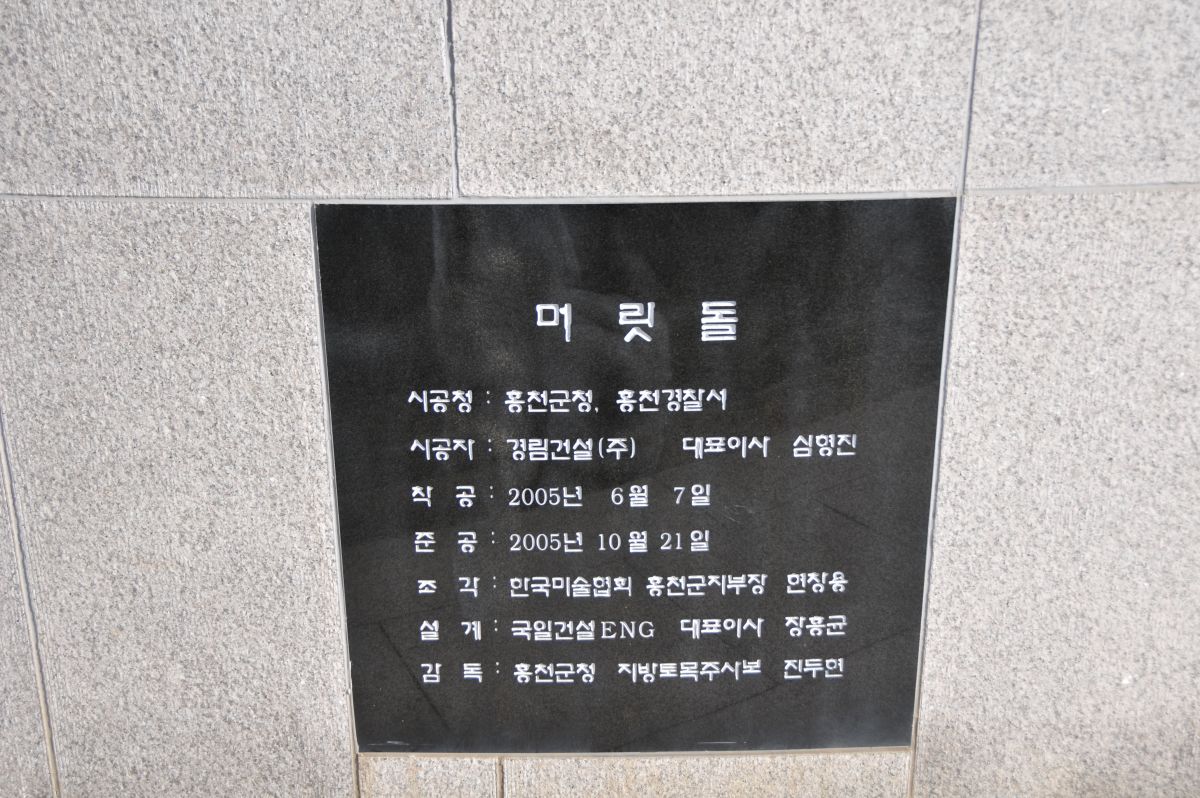 머릿돌
시공청 : 홍천군청, 홍천경찰서
시공자 : 경림건설(주) 대표이사 심형진
착 공 : 2005년 6월 7일
준 공 : 2005년 10월 21일
조 각 : 한국미술협회 홍천군지부장 현창용
설 계 : 국일건설ENG 대표이사 장흥균
감 독 : 홍천군청 지방토목주사보 진두현